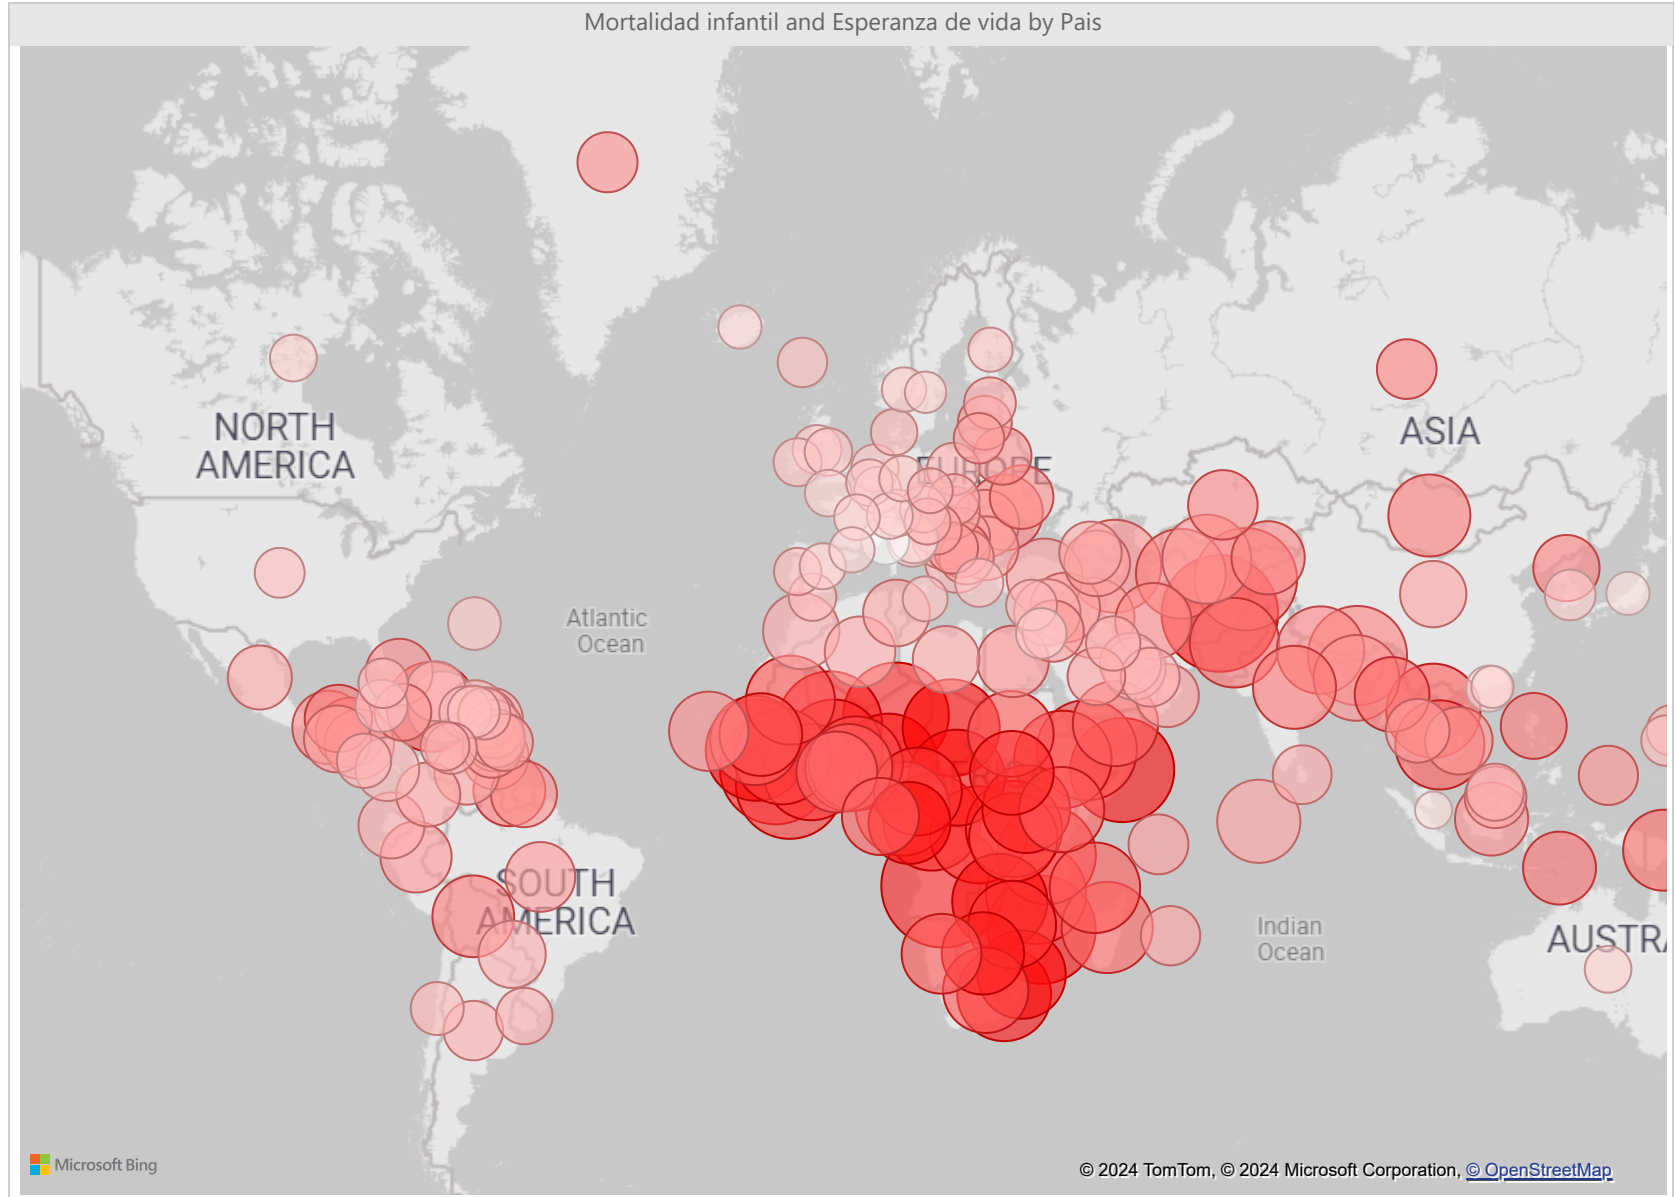 Mortalidad infantil and Esperanza de vida by Pais
NORTH
AMERICA
Atlantic
Ocean
EUROPE
ASIA
SOUTH
AMERICA
Indian
Ocean
Microsoft Bing
© 2024 TomTom, © 2024 Microsoft Corporation, © OpenStreetMap